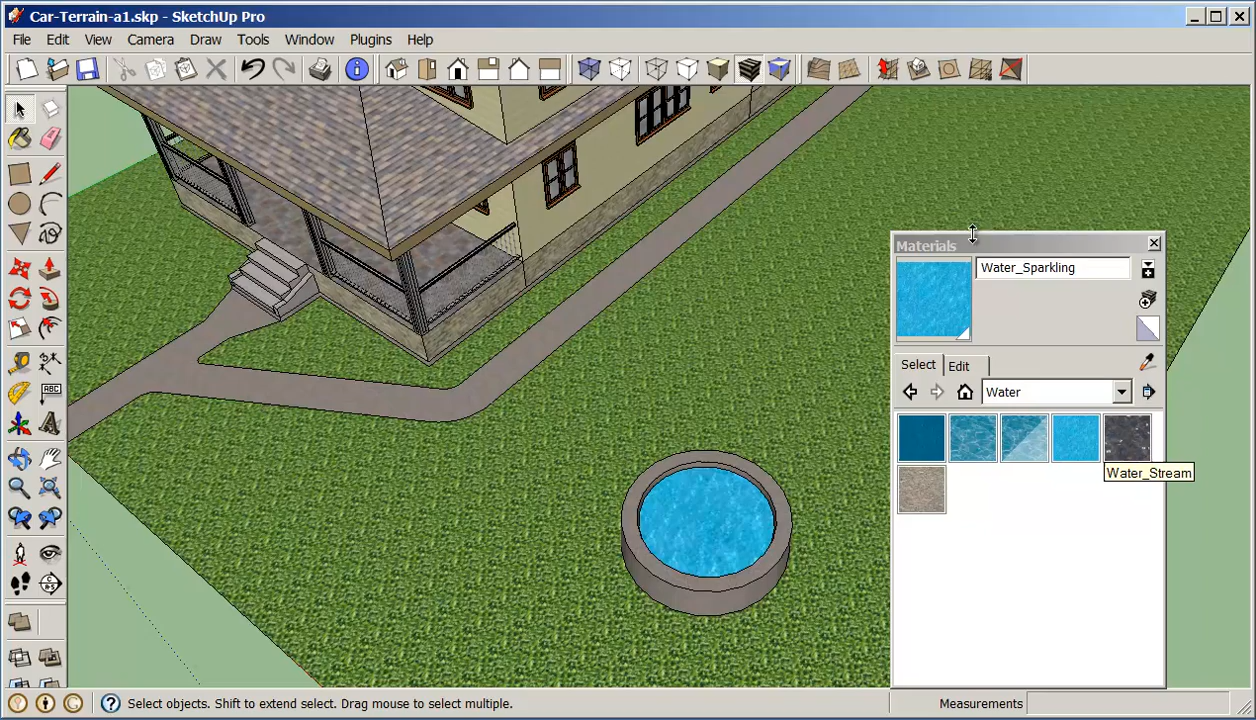 Car-Terrain-a1.skp - SketchUp Pro
File Edit View Camera Draw Tools Window Plugins Help
Materials
Water_Sparkling
Select Edit
Water
Water_Stream
ABC
Select objects. Shift to extend select. Drag mouse to select multiple.
Measurements